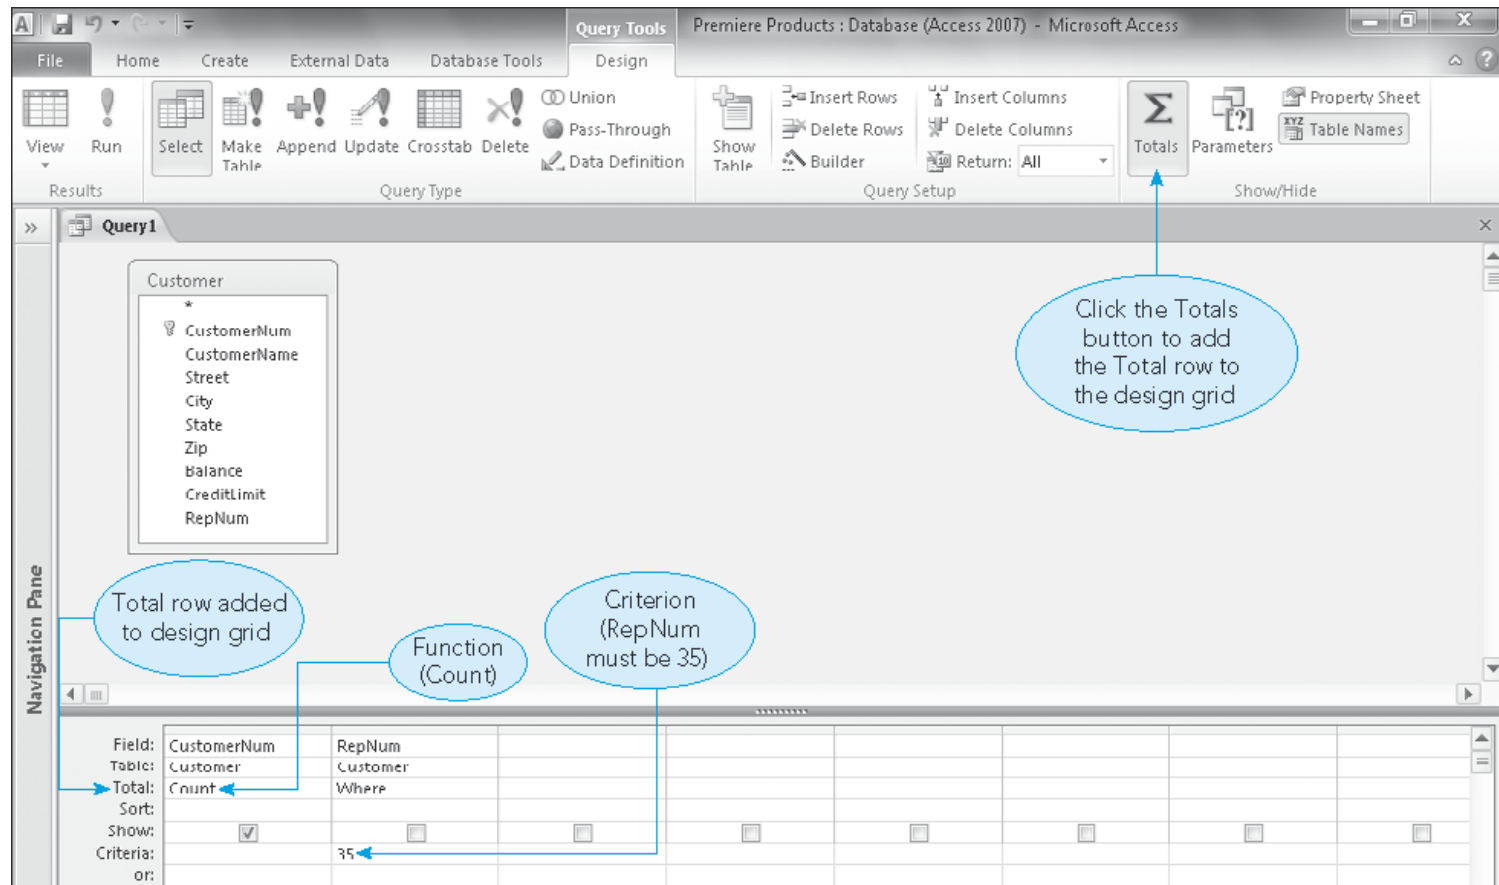 Query Tools
Premiere Products : Database (Access 2007) - Microsoft Access
File Home Create External Data Database Tools Design
View
Run
Results
Select
Make Table
Append
Update
Crosstab
Delete
Union
Pass-Through
Data Definition
Query Type
Show Table
Insert Rows
Delete Rows
Builder
Insert Columns
Delete Columns
Return: All
Query Setup
Totals
Parameters
Property Sheet
Table Names
Show/Hide
Query1
Customer
*
CustomerNum
CustomerName
Street
City
State
Zip
Balance
CreditLimit
RepNum
Click the Totals
button to add
the Total row to
the design grid
Navigation Pane
Total row added
to design grid
Function
(Count)
Criterion
(RepNum
must be 35)
Field: CustomerNum RepNum
Table: Customer Customer
Total: Count Where
Sort:
Show:
Criteria: 35
or: